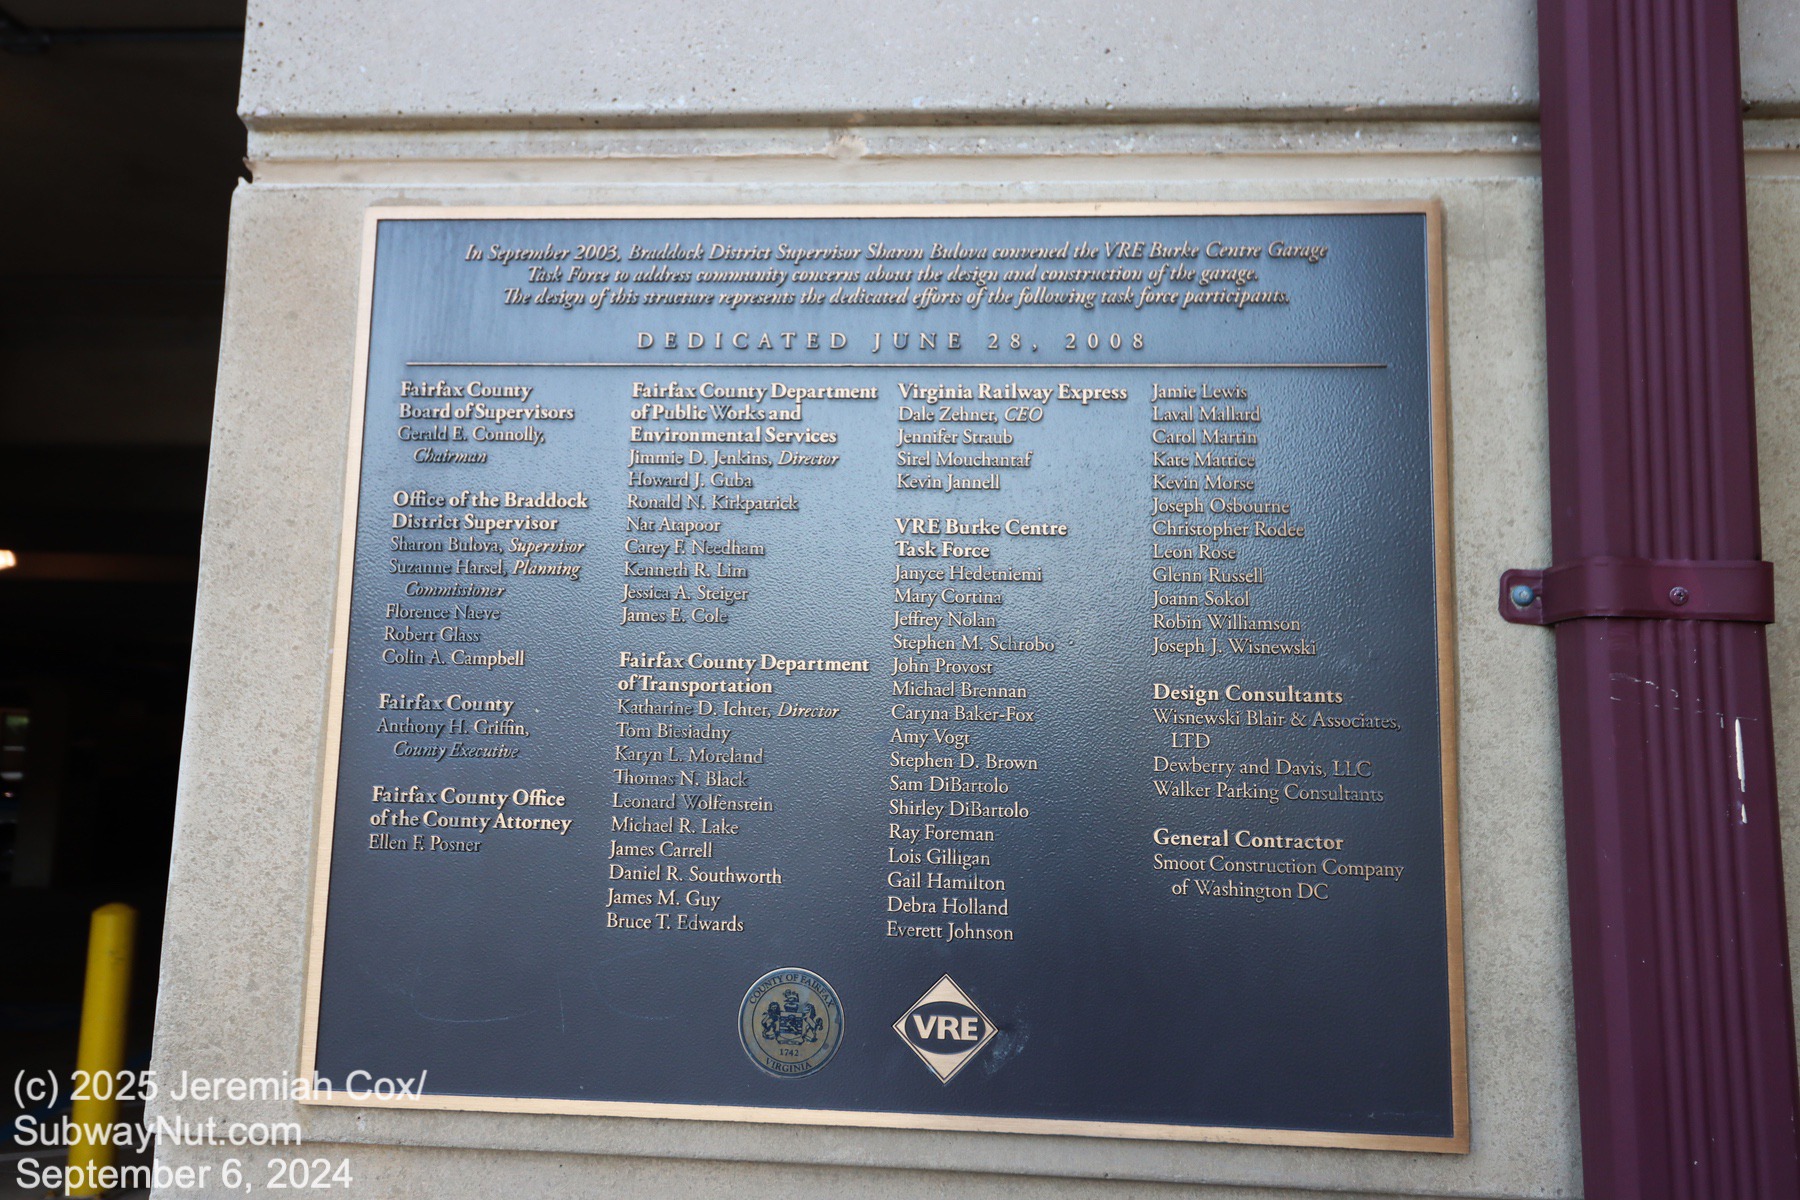 In September 2003, Braddock District Supervisor Sharon Bulova convened the VRE Burke Centre Garage
Task Force to address community concerns about the design and construction of the garage.
The design of this structure represents the dedicated efforts of the following task force participants.
DEDICATED JUNE 28, 2008
Fairfax County
Board of Supervisors
Gerald E. Connolly,
Chairman
Office of the Braddock
District Supervisor
Sharon Bulova, Supervisor
Suzanne Harsel, Planning
Commissioner
Florence Naeve
Robert Glass
Colin A. Campbell
Fairfax County
Anthony H. Griffin,
County Executive
Fairfax County Office
of the County Attorney
Ellen F. Posner
Fairfax County Department
of Public Works and
Environmental Services
Jimmie D. Jenkins, Director
Howard J. Guba
Ronald N. Kirkpatrick
Nat Atapoor
Carey F. Needham
Kenneth R. Lim
Jessica A. Steiger
James E. Cole
Fairfax County Department
of Transportation
Katharine D. Ichter, Director
Tom Biesiadny
Karyn L. Moreland
Thomas N. Black
Leonard Wolfenstein
Michael R. Lake
James Carrell
Daniel R. Southworth
James M. Guy
Bruce T. Edwards
Virginia Railway Express
Dale Zehner, CEO
Jennifer Straub
Sirel Mouchantaf
Kevin Jannell
VRE Burke Centre
Task Force
Janyce Hedetniemi
Mary Cortina
Jeffrey Nolan
Stephen M. Schrobo
John Provost
Michael Brennan
Caryna Baker-Fox
Amy Vogt
Stephen D. Brown
Sam DiBartolo
Shirley DiBartolo
Ray Foreman
Lois Gilligan
Gail Hamilton
Debra Holland
Everett Johnson
Jamie Lewis
Laval Mallard
Carol Martin
Kate Mattice
Kevin Morse
Joseph Osbourne
Christopher Rodee
Leon Rose
Glenn Russell
Joann Sokol
Robin Williamson
Joseph J. Wisnewski
Design Consultants
Wisnewski Blair & Associates,
LTD
Dewberry and Davis, LLC
Walker Parking Consultants
General Contractor
Smoot Construction Company
of Washington DC
COUNTY OF FAIRFAX
1742
VIRGINIA
VRE
(c) 2025 Jeremiah Cox/
SubwayNut.com
September 6, 2024